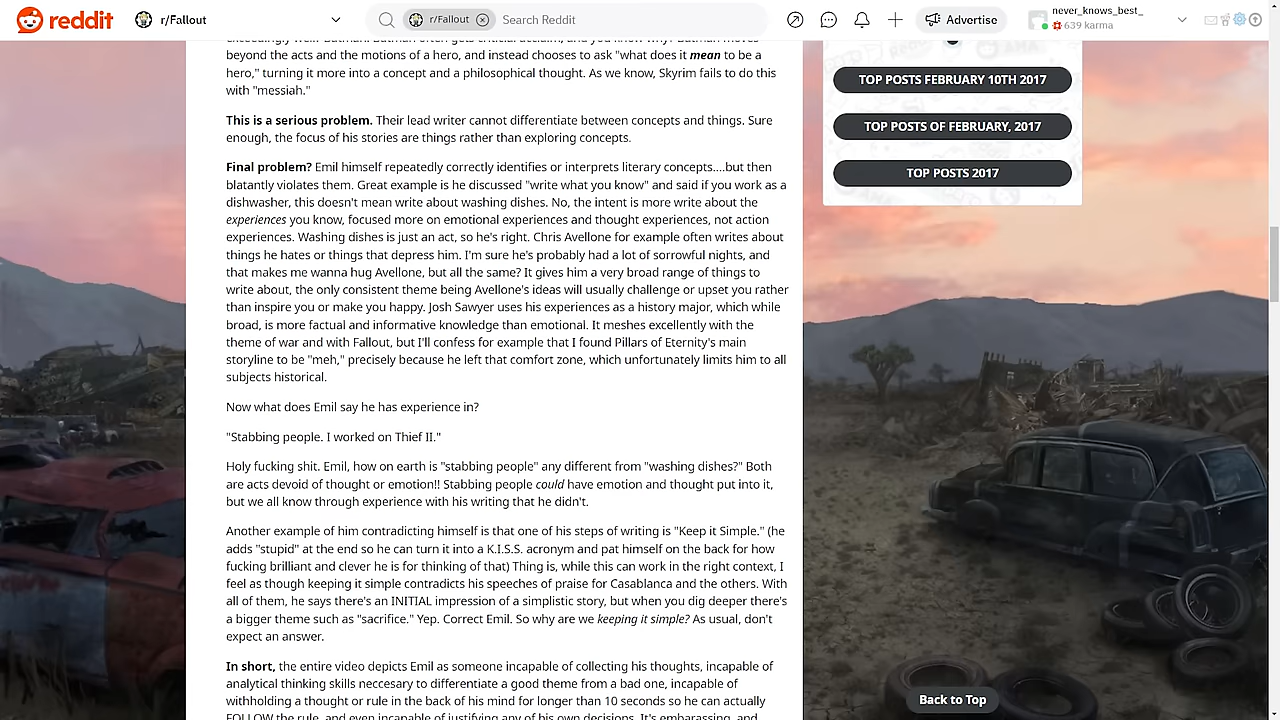 reddit
r/Fallout
r/Fallout
Search Reddit
Advertise
never_knows_best_
639 karma
beyond the acts and the motions of a hero, and instead chooses to ask "what does it mean to be a
hero," turning it more into a concept and a philosophical thought. As we know, Skyrim fails to do this
with "messiah."
This is a serious problem. Their lead writer cannot differentiate between concepts and things. Sure
enough, the focus of his stories are things rather than exploring concepts.
Final problem? Emil himself repeatedly correctly identifies or interprets literary concepts....but then
blatantly violates them. Great example is he discussed "write what you know" and said if you work as a
dishwasher, this doesn't mean write about washing dishes. No, the intent is more write about the
experiences you know, focused more on emotional experiences and thought experiences, not action
experiences. Washing dishes is just an act, so he's right. Chris Avellone for example often writes about
things he hates or things that depress him. I'm sure he's probably had a lot of sorrowful nights, and
that makes me wanna hug Avellone, but all the same? It gives him a very broad range of things to
write about, the only consistent theme being Avellone's ideas will usually challenge or upset you rather
than inspire you or make you happy. Josh Sawyer uses his experiences as a history major, which while
broad, is more factual and informative knowledge than emotional. It meshes excellently with the
theme of war and with Fallout, but I'll confess for example that I found Pillars of Eternity's main
storyline to be "meh," precisely because he left that comfort zone, which unfortunately limits him to all
subjects historical.
Now what does Emil say he has experience in?
"Stabbing people. I worked on Thief II."
Holy fucking shit. Emil, how on earth is "stabbing people" any different from "washing dishes?" Both
are acts devoid of thought or emotion!! Stabbing people could have emotion and thought put into it,
but we all know through experience with his writing that he didn't.
Another example of him contradicting himself is that one of his steps of writing is "Keep it Simple." (he
adds "stupid" at the end so he can turn it into a K.I.S.S. acronym and pat himself on the back for how
fucking brilliant and clever he is for thinking of that) Thing is, while this can work in the right context, I
feel as though keeping it simple contradicts his speeches of praise for Casablanca and the others. With
all of them, he says there's an INITIAL impression of a simplistic story, but when you dig deeper there's
a bigger theme such as "sacrifice." Yep. Correct Emil. So why are we keeping it simple? As usual, don't
expect an answer.
In short, the entire video depicts Emil as someone incapable of collecting his thoughts, incapable of
analytical thinking skills neccesary to differentiate a good theme from a bad one, incapable of
withholding a thought or rule in the back of his mind for longer than 10 seconds so he can actually
FOLLOW the rule, and even incapable of justifying any of his own decisions. It's embarassing, and
TOP POSTS FEBRUARY 10TH 2017
TOP POSTS OF FEBRUARY, 2017
TOP POSTS 2017
Back to Top